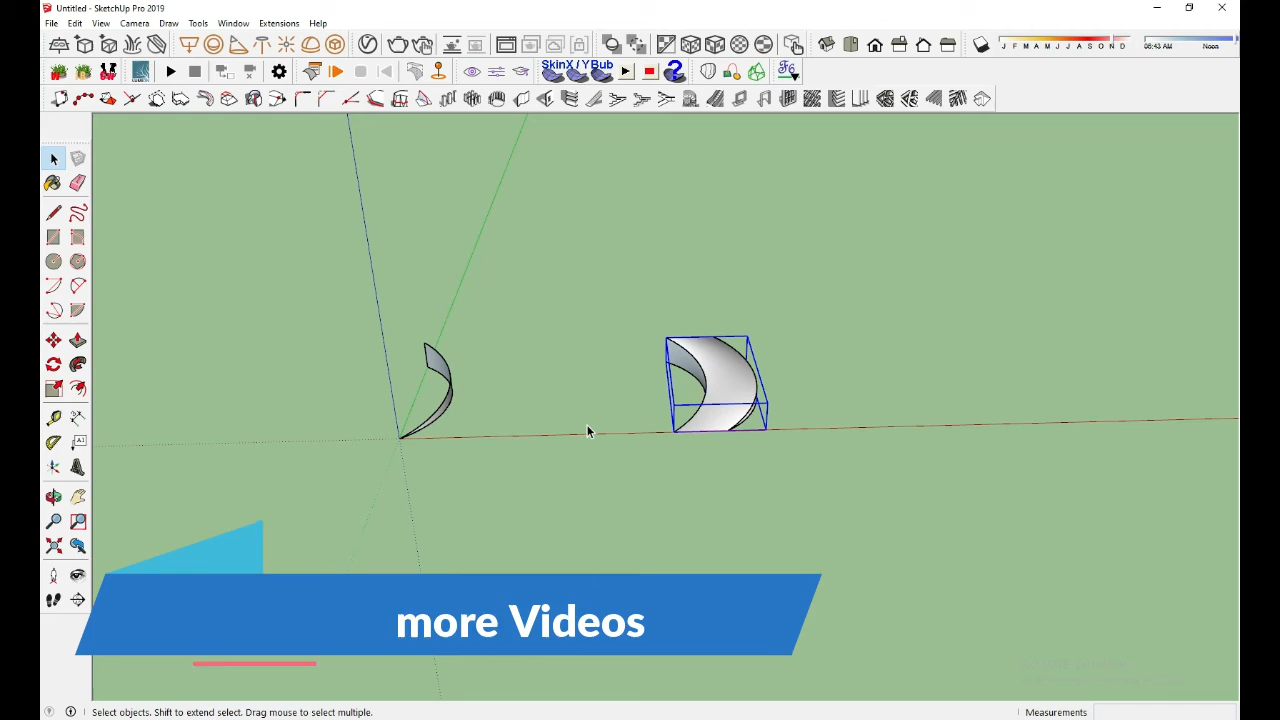 Untitled - SketchUp Pro 2019
File Edit View Camera Draw Tools Window Extensions Help
J F M A M J J A S O N D 08:43 AM Noon
SkinX / YBub
more Videos
Select objects. Shift to extend select. Drag mouse to select multiple.
Measurements